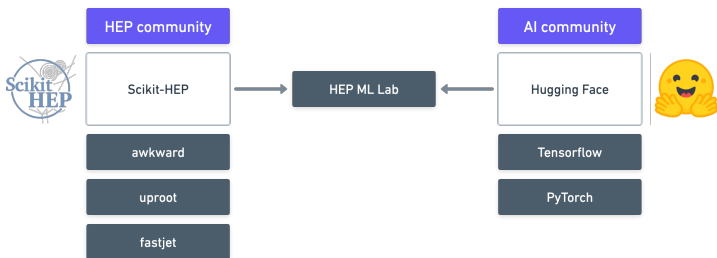 HEP community
AI community
Scikit
HEP
Scikit-HEP
HEP ML Lab
Hugging Face
awkward
Tensorflow
uproot
PyTorch
fastjet